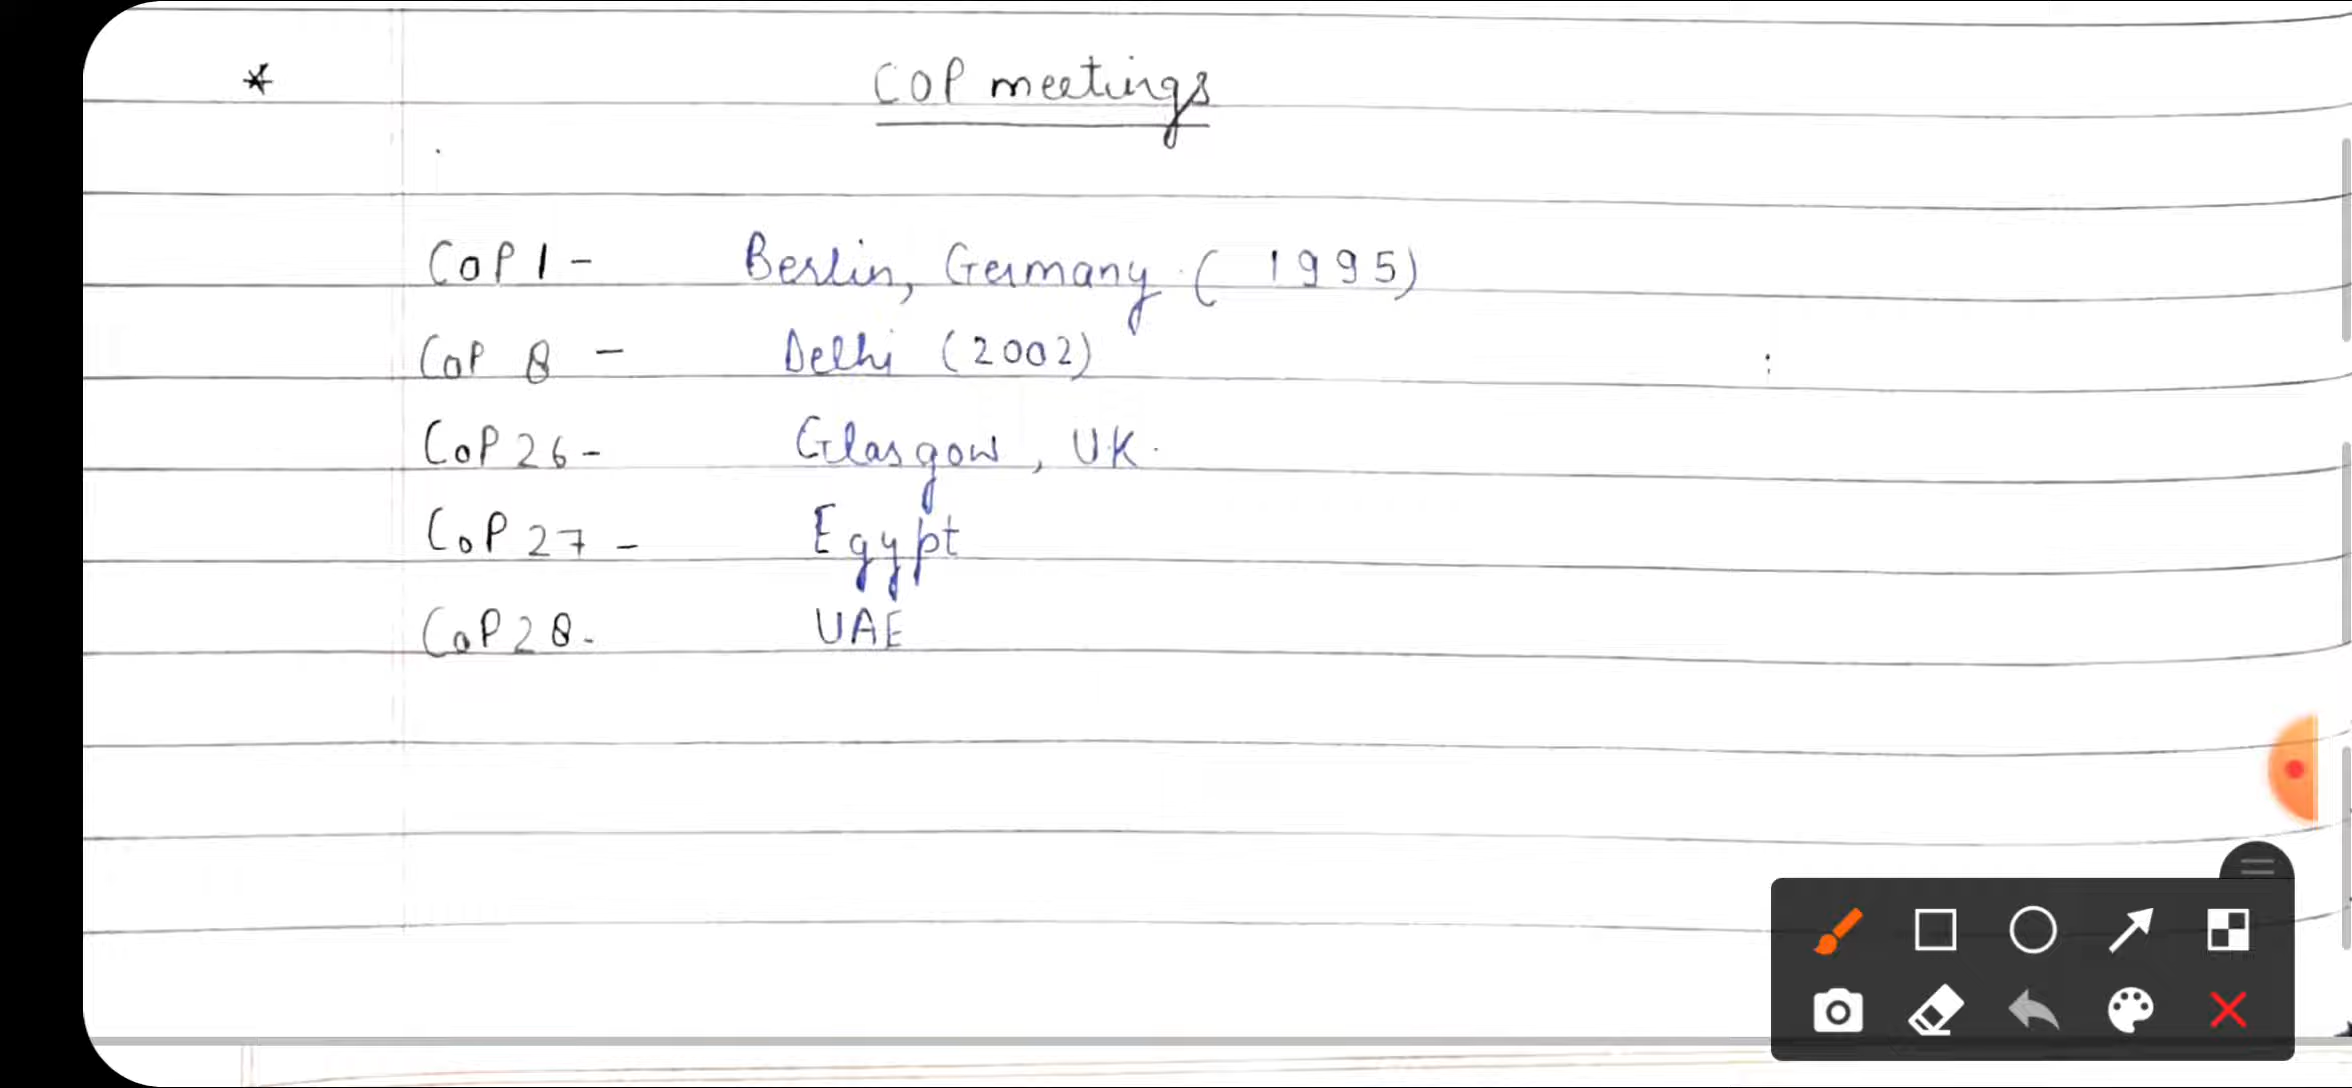 * COP meetings
CoP 1 - Berlin, Germany (1995)
CoP 8 - Delhi (2002)
CoP 26 - Glasgow, UK.
CoP 27 - Egypt
CoP 28 - UAE